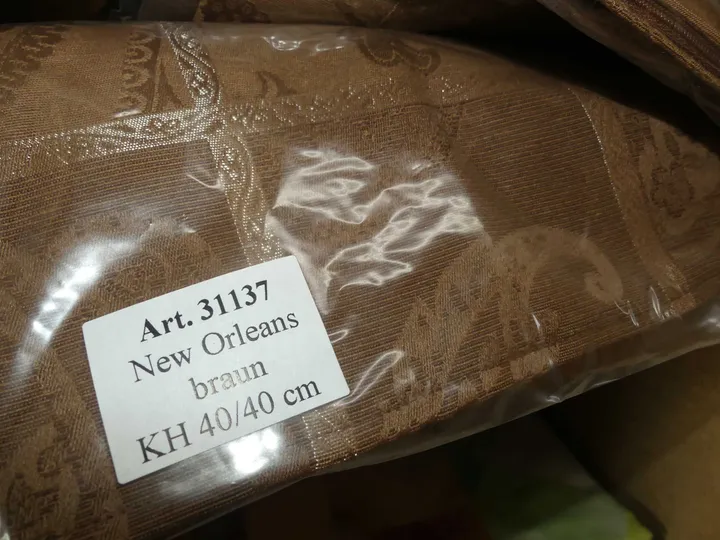 Art. 31137
New Orleans
braun
KH 40/40 cm